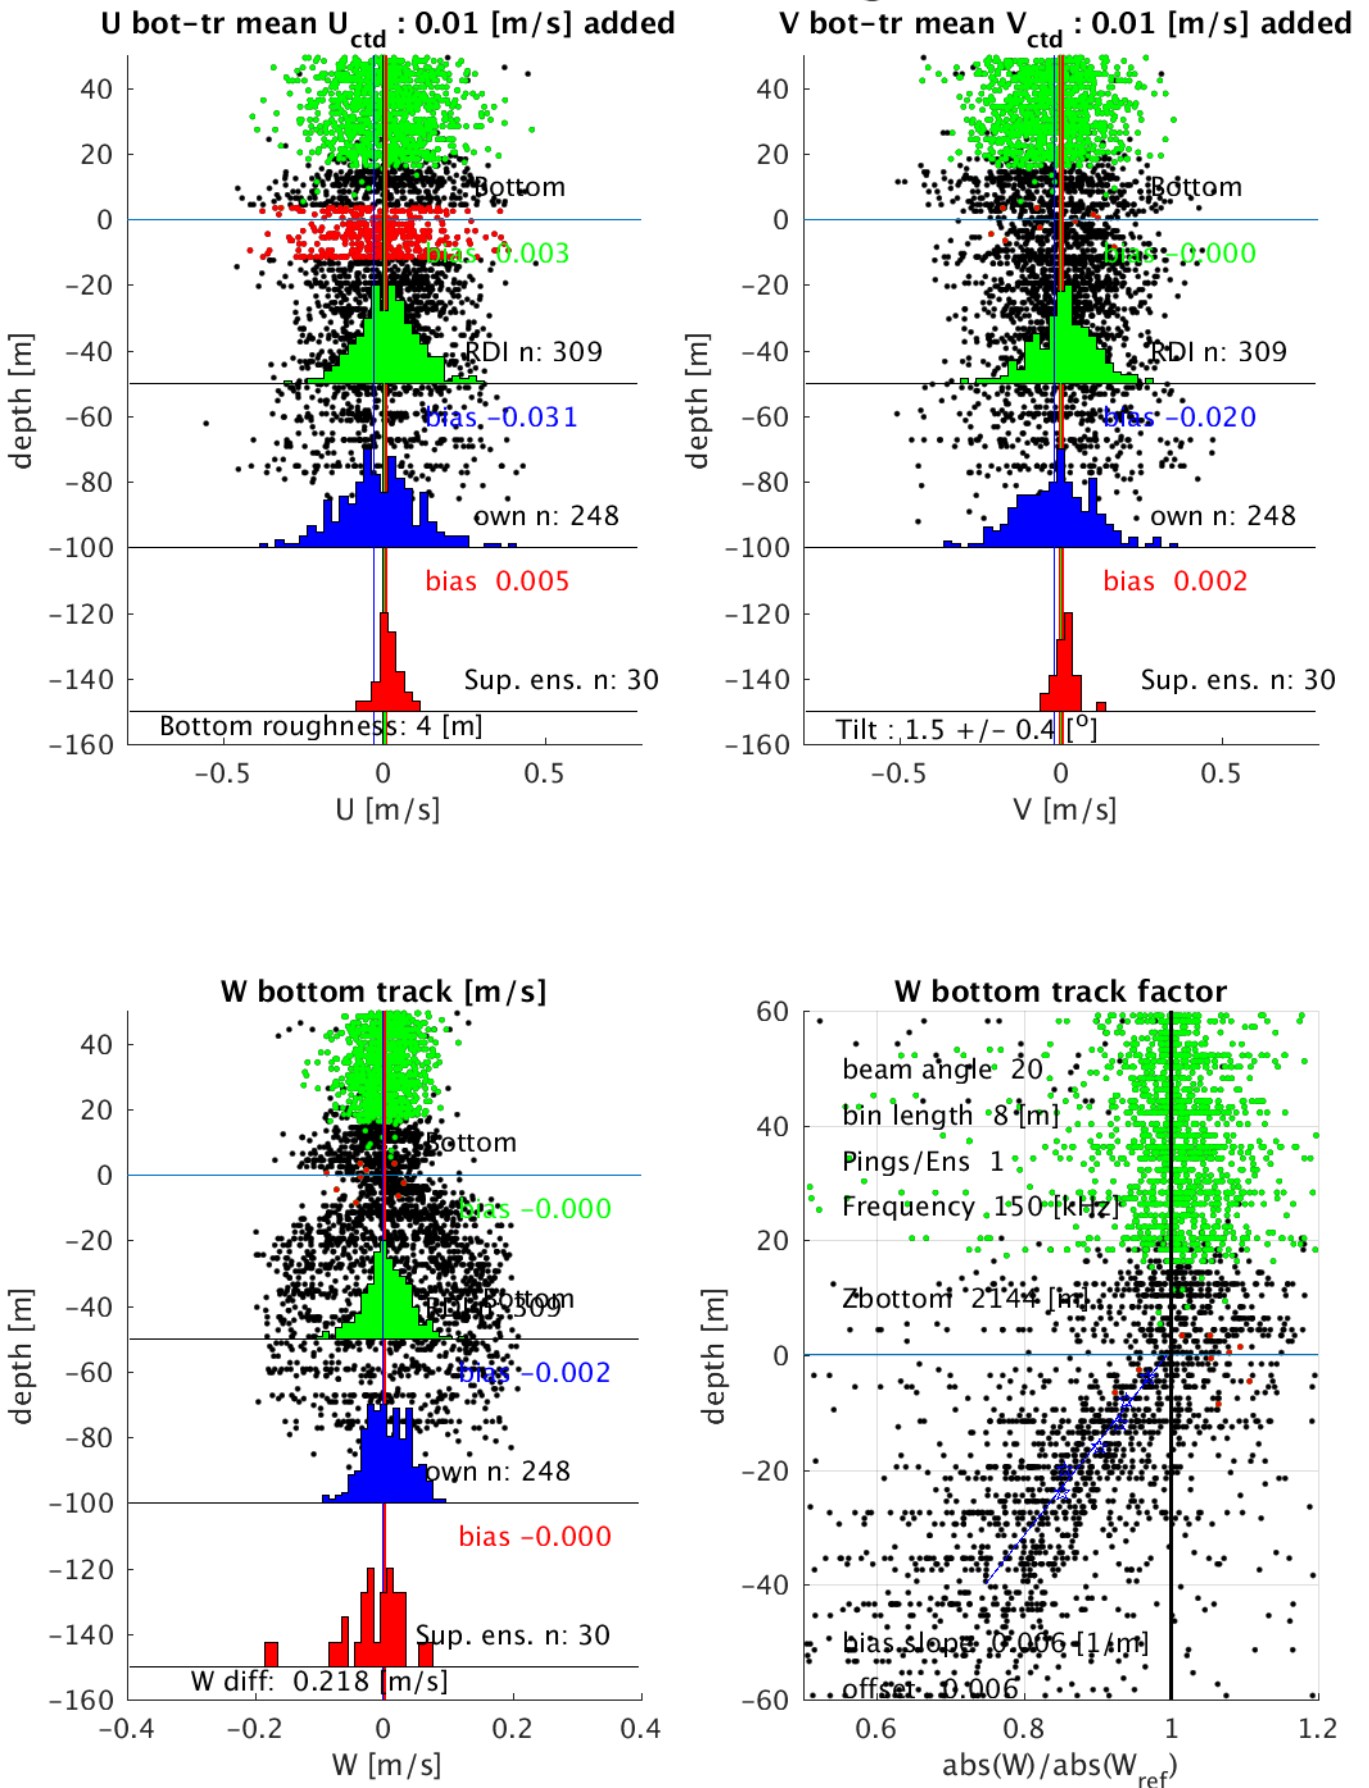 U bot-tr mean U_ctd : 0.01 [m/s] added
40
20
0
-20
-40
-60
-80
-100
-120
-140
-160
depth [m]
Bottom
bias 0.003
RDI n: 309
bias -0.031
own n: 248
bias 0.005
Sup. ens. n: 30
Bottom roughness: 4 [m]
-0.5
0
0.5
U [m/s]
V bot-tr mean V_ctd : 0.01 [m/s] added
40
20
0
-20
-40
-60
-80
-100
-120
-140
-160
depth [m]
Bottom
bias -0.000
RDI n: 309
bias -0.020
own n: 248
bias 0.002
Sup. ens. n: 30
Tilt : 1.5 +/- 0.4 [o]
-0.5
0
0.5
V [m/s]
W bottom track [m/s]
40
20
0
-20
-40
-60
-80
-100
-120
-140
-160
depth [m]
Bottom
bias -0.000
Bottom
RDI n: 309
bias -0.002
own n: 248
bias -0.000
Sup. ens. n: 30
W diff: 0.218 [m/s]
-0.4
-0.2
0
0.2
0.4
W [m/s]
W bottom track factor
60
40
20
0
-20
-40
-60
depth [m]
beam angle 20
bin length 8 [m]
Pings/Ens 1
Frequency 150 [kHz]
Zbottom 2144 [m]
bias slope 0.006 [1/m]
offset 0.006
0.6
0.8
1
1.2
abs(W)/abs(W_ref)